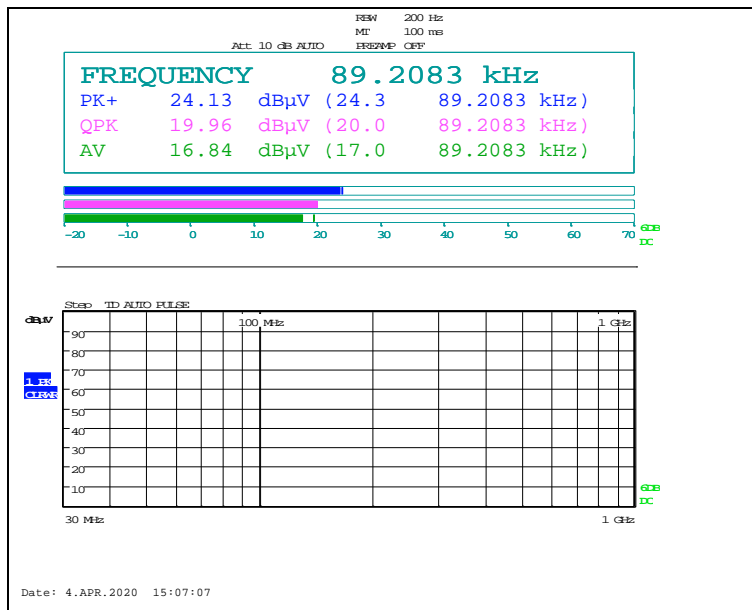 RBW 200 Hz
MT 100 ms
Att 10 dB AUTO PREAMP OFF
FREQUENCY 89.2083 kHz
PK+ 24.13 dBµV (24.3 89.2083 kHz)
QPK 19.96 dBµV (20.0 89.2083 kHz)
AV 16.84 dBµV (17.0 89.2083 kHz)
-20 -10 0 10 20 30 40 50 60 70
6DB
DC
Step TD AUTO PULSE
dBµV 100 MHz 1 GHz
90
80
70
1 PK
CLRWR
60
50
40
30
20
10
6DB
DC
30 MHz 1 GHz
Date: 4.APR.2020 15:07:07